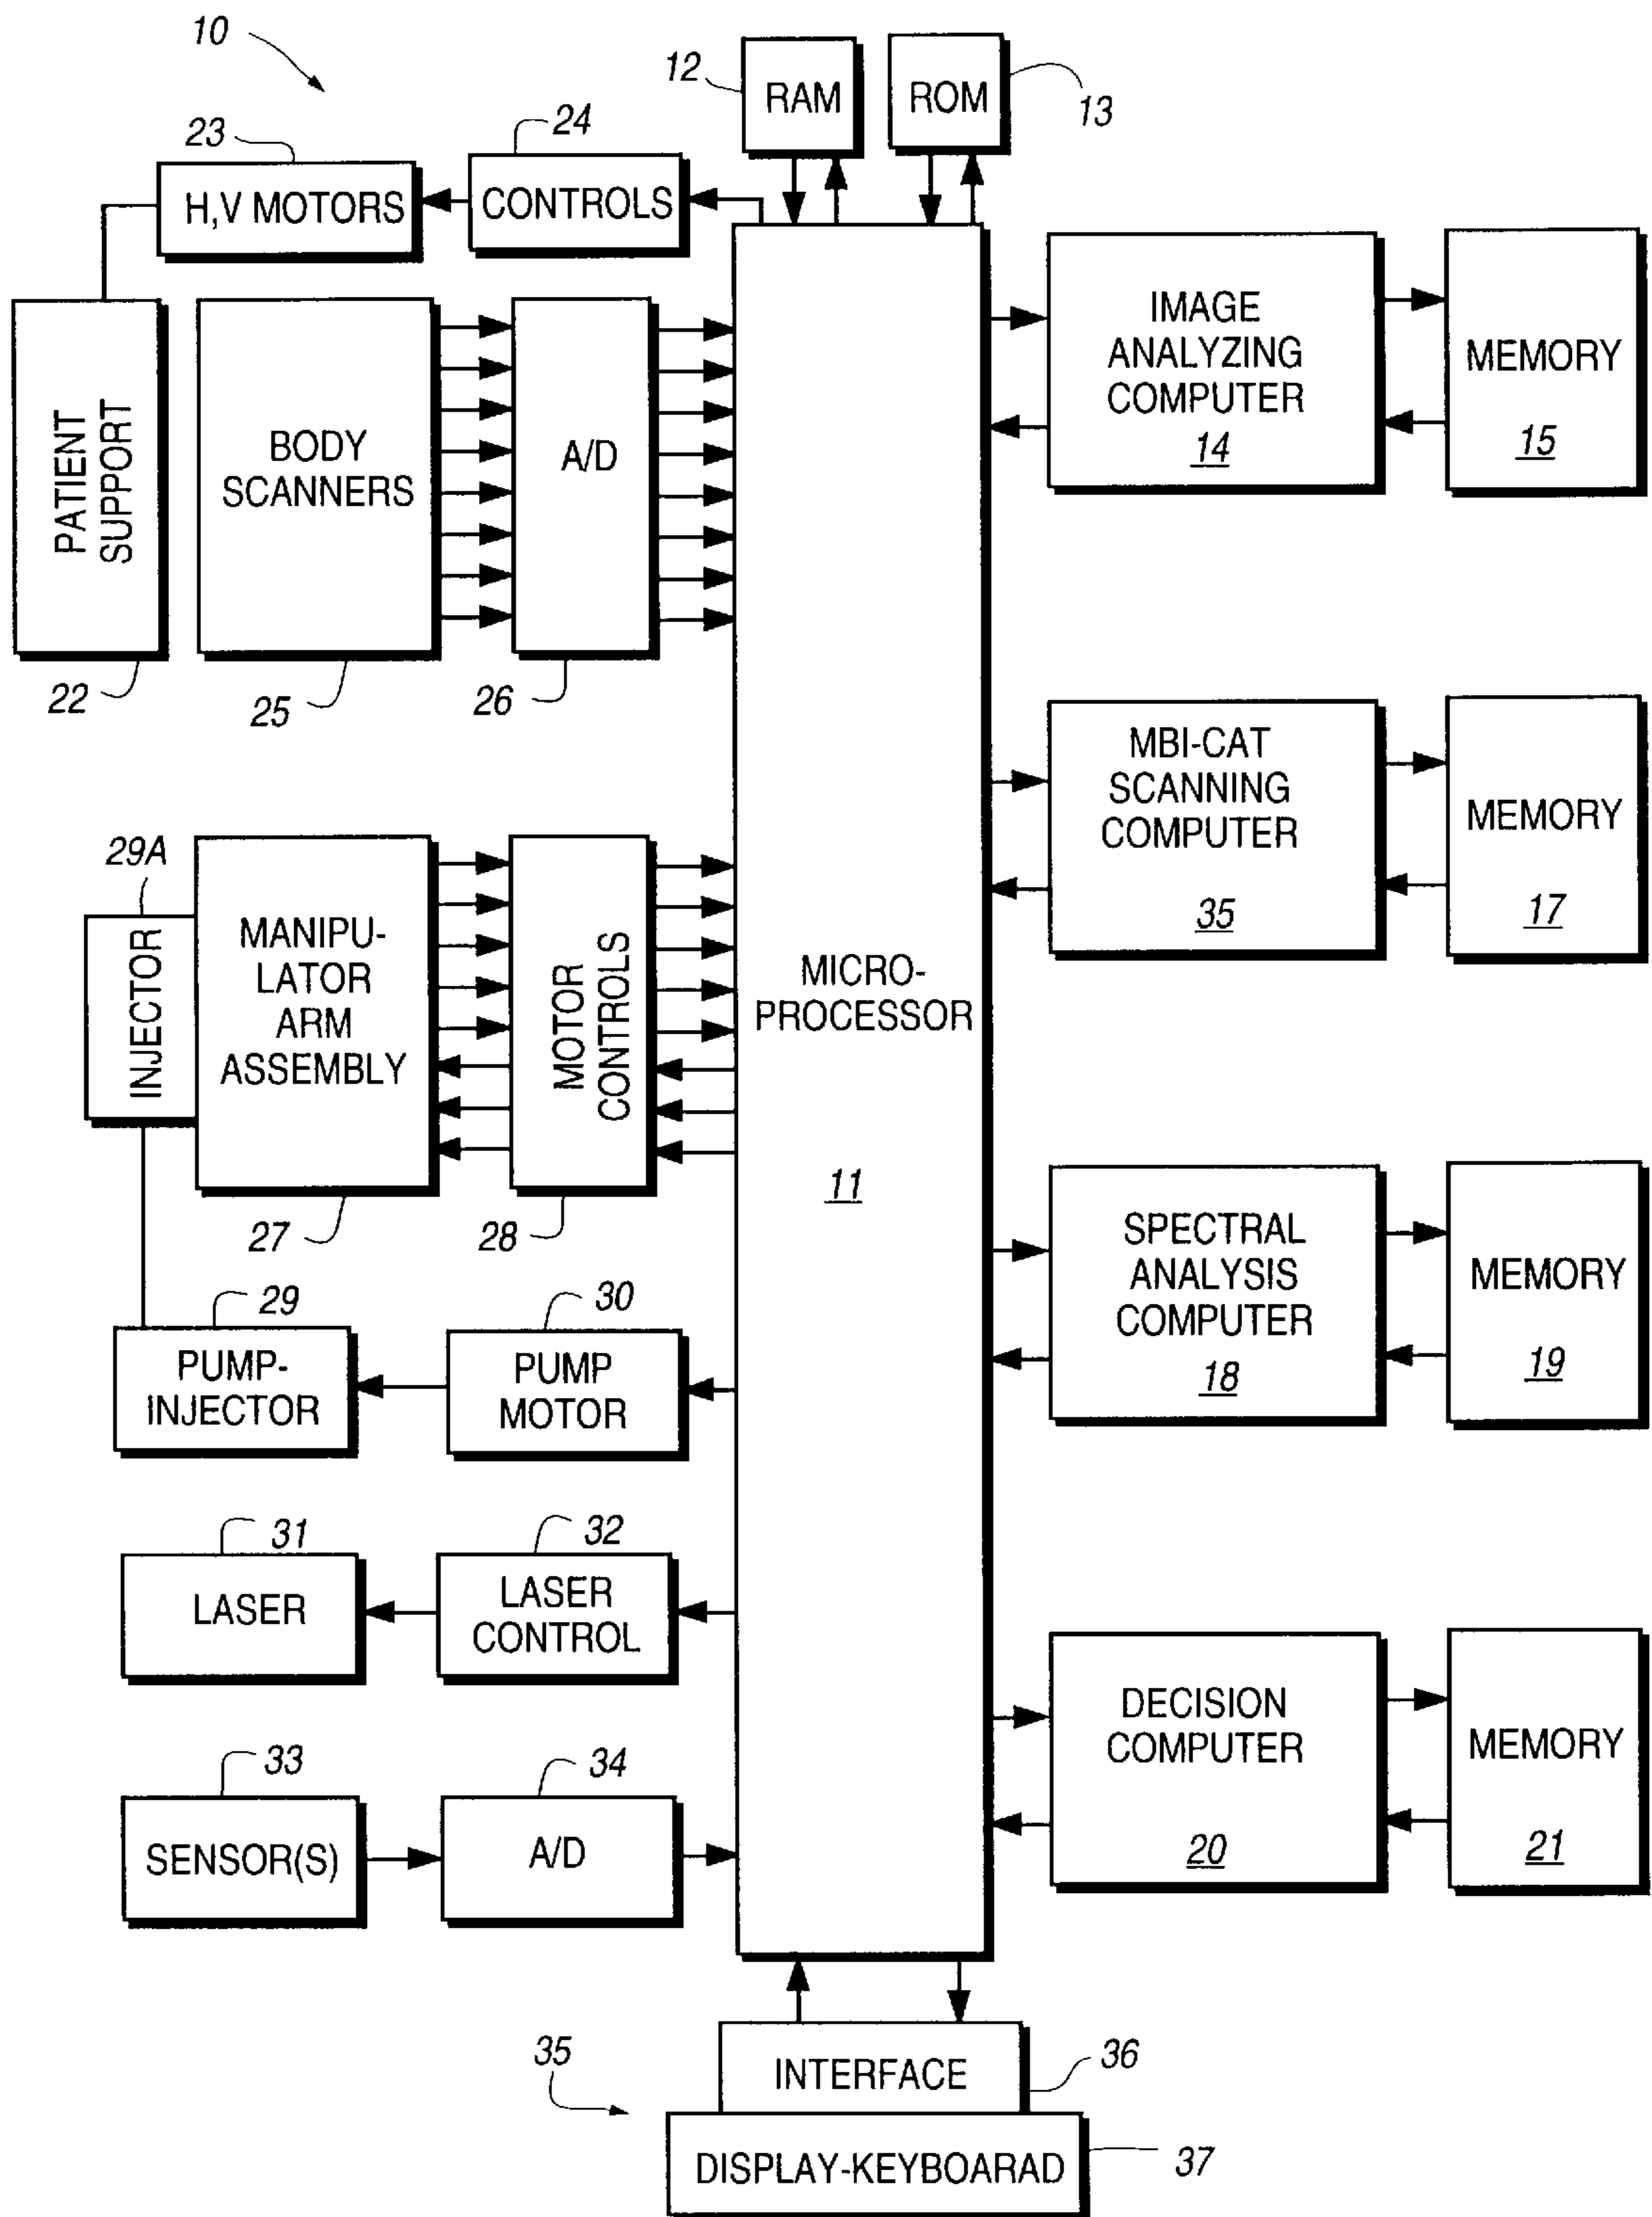 10
12
RAM
ROM
13
23
24
H,V MOTORS
CONTROLS
PATIENT
SUPPORT
22
BODY
SCANNERS
25
A/D
26
IMAGE
ANALYZING
COMPUTER
14
MEMORY
15
MBI-CAT
SCANNING
COMPUTER
35
MEMORY
17
29A
INJECTOR
MANIPU-
LATOR
ARM
ASSEMBLY
27
MOTOR
CONTROLS
28
MICRO-
PROCESSOR
11
SPECTRAL
ANALYSIS
COMPUTER
18
MEMORY
19
29
PUMP-
INJECTOR
30
PUMP
MOTOR
31
LASER
32
LASER
CONTROL
DECISION
COMPUTER
20
MEMORY
21
33
SENSOR(S)
34
A/D
35
INTERFACE
36
DISPLAY-KEYBOARAD
37